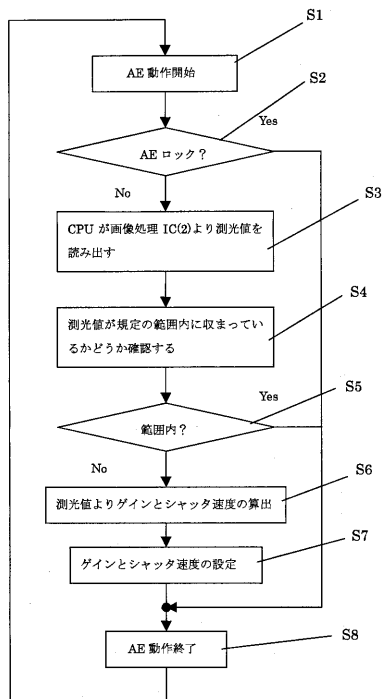 S1
AE 動作開始
S2
Yes
AE ロック？
No
S3
CPU が画像処理 IC(2)より測光値を
読み出す
S4
測光値が規定の範囲内に収まってい
るかどうか確認する
Yes
S5
範囲内？
No
S6
測光値よりゲインとシャッタ速度の算出
S7
ゲインとシャッタ速度の設定
S8
AE 動作終了